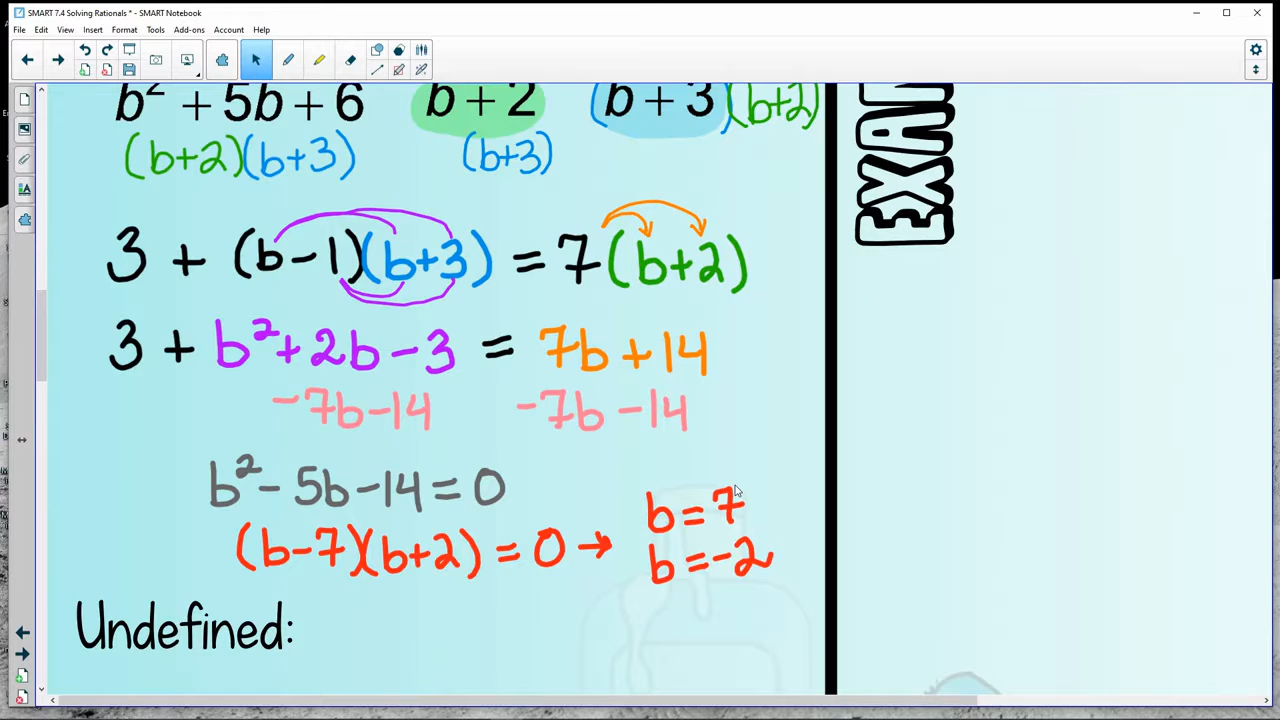 SMART 7.4 Solving Rationals * - SMART Notebook
File Edit View Insert Format Tools Add-ons Help
b² + 5b + 6 b + 2 (b + 3)(b+2)
(b+2)(b+3) (b+3)
3 + (b-1)(b+3) = 7(b+2)
3 + b²+2b-3 = 7b+14
-7b-14 -7b-14
b²-5b-14=0
(b-7)(b+2)=0→ b=7
b=-2
Undefined: